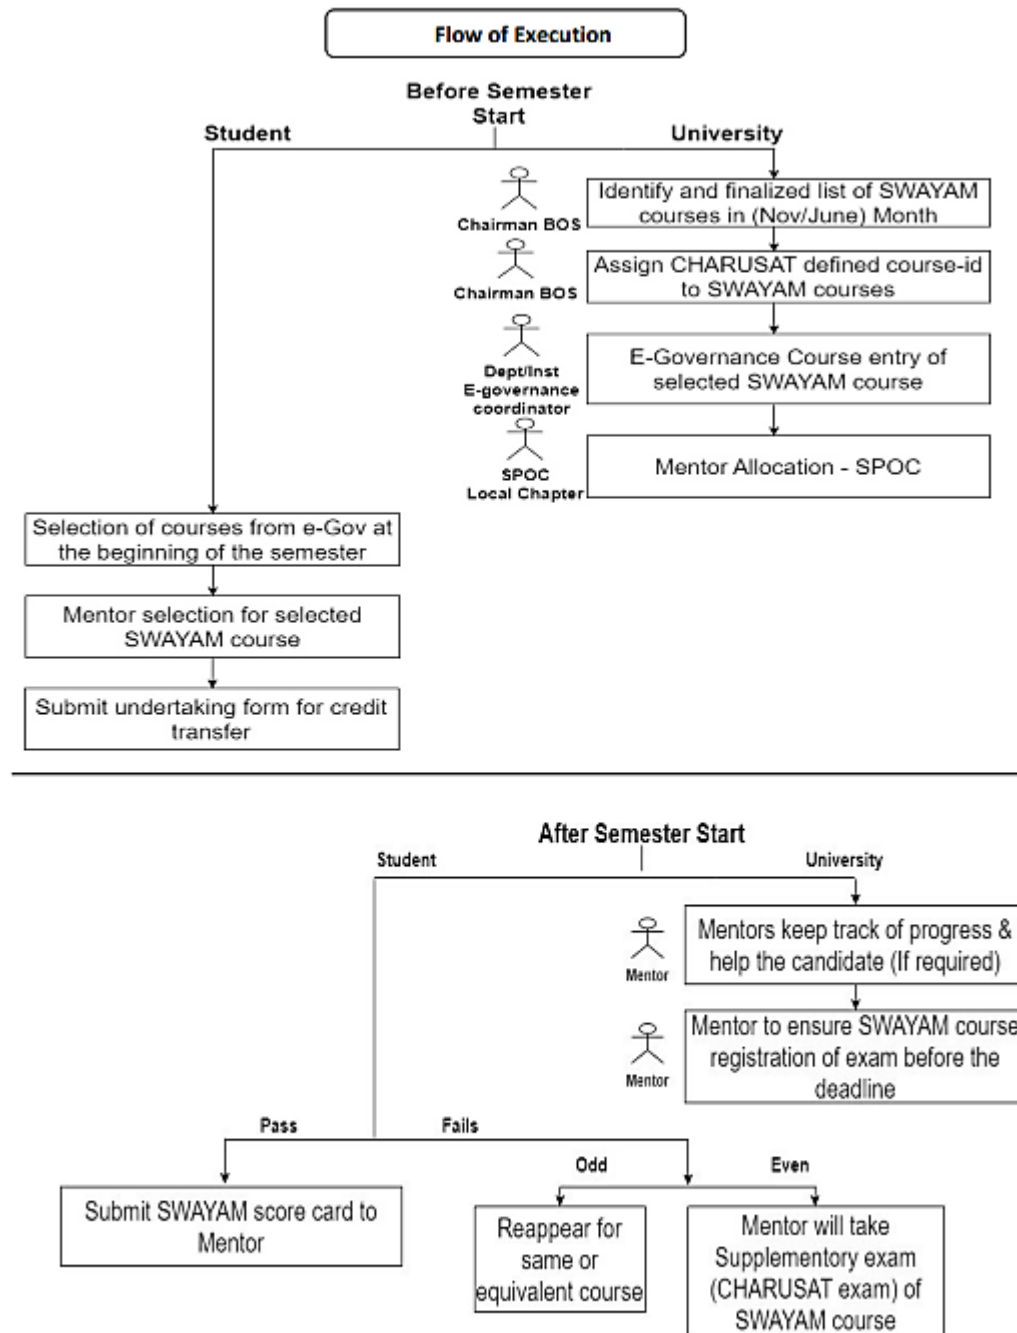 Flow of Execution
Before Semester
Start
Student
University
Chairman BOS
Identify and finalized list of SWAYAM
courses in (Nov/June) Month
Chairman BOS
Assign CHARUSAT defined course-id
to SWAYAM courses
Dept/Inst
E-governance
coordinator
E-Governance Course entry of
selected SWAYAM course
SPOC
Local Chapter
Mentor Allocation - SPOC
Selection of courses from e-Gov at
the beginning of the semester
Mentor selection for selected
SWAYAM course
Submit undertaking form for credit
transfer
After Semester Start
Student
University
Mentor
Mentors keep track of progress &
help the candidate (If required)
Mentor
Mentor to ensure SWAYAM course
registration of exam before the
deadline
Pass
Fails
Odd
Even
Submit SWAYAM score card to
Mentor
Reappear for
same or
equivalent course
Mentor will take
Supplementory exam
(CHARUSAT exam) of
SWAYAM course